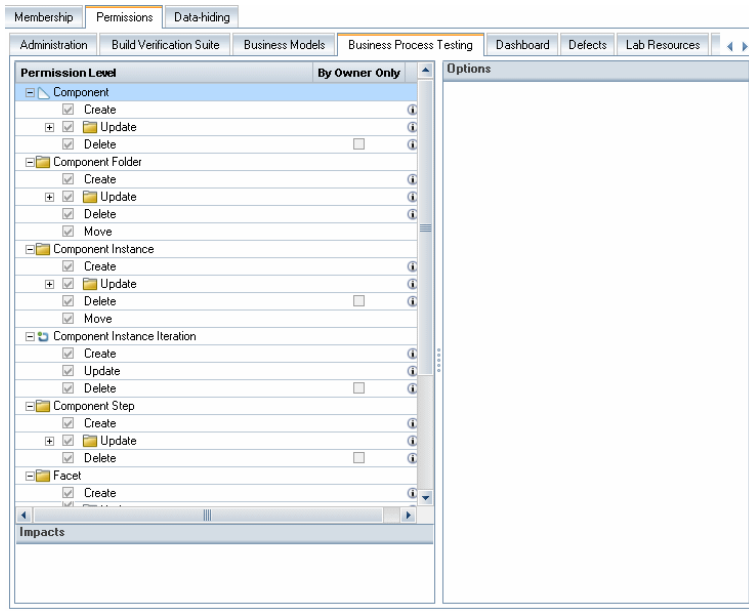 Membership Permissions Data-hiding
Administration Build Verification Suite Business Models Business Process Testing Dashboard Defects Lab Resources
Permission Level By Owner Only Options
Component
Create
Update
Delete
Component Folder
Create
Update
Delete
Move
Component Instance
Create
Update
Delete
Move
Component Instance Iteration
Create
Update
Delete
Component Step
Create
Update
Delete
Facet
Create
Impacts